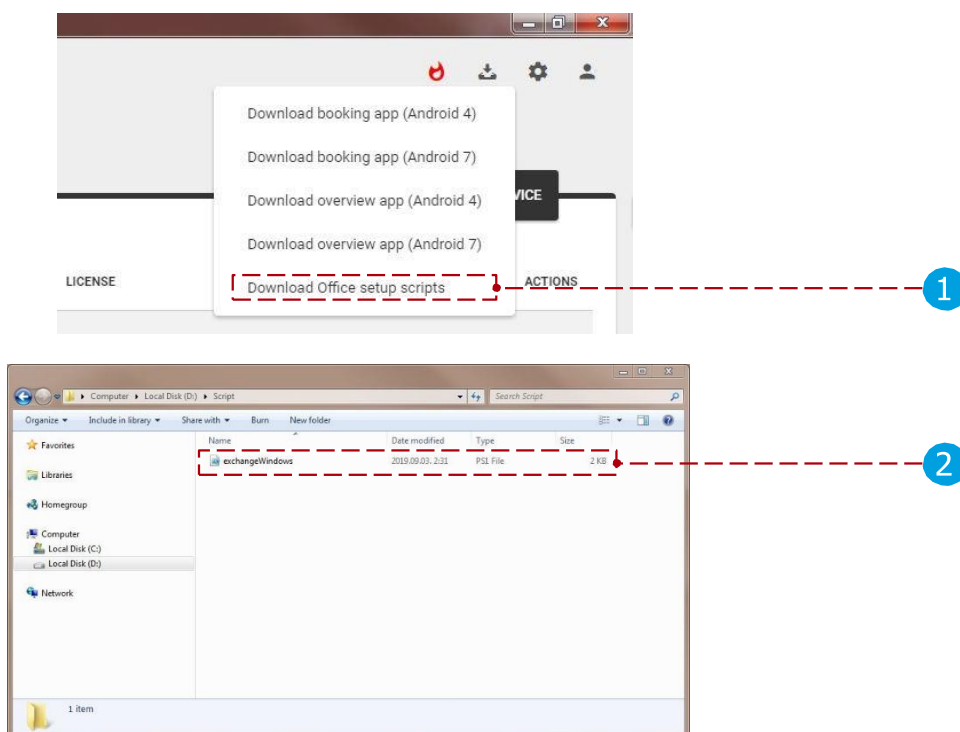 Download booking app (Android 4)
Download booking app (Android 7)
Download overview app (Android 4)
VICE
Download overview app (Android 7)
LICENSE
Download Office setup scripts
ACTIONS
1
Computer Local Disk (D:) Script
Search Script
Organize Include in library Share with Burn New folder
Name Date modified Type Size
Favorites
exchangeWindows 2019.09.03. 2:31 PS1 File 2 KB
2
Libraries
Homegroup
Computer
Local Disk (C:)
Local Disk (D:)
Network
1 item